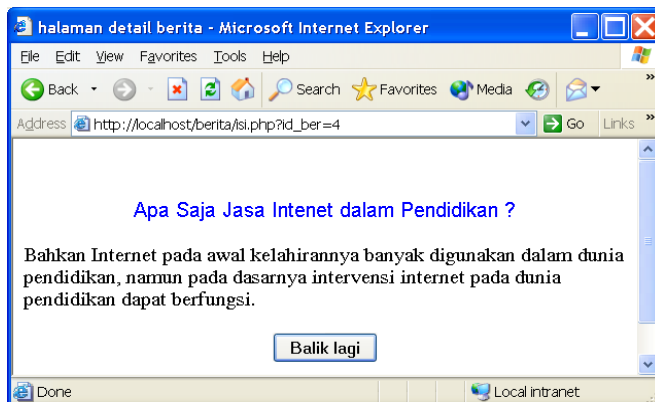 halaman detail berita - Microsoft Internet Explorer
File Edit View Favorites Tools Help
Back Search Favorites Media »
Address http://localhost/berita/isi.php?id_ber=4 Go Links »
Apa Saja Jasa Intenet dalam Pendidikan ?
Bahkan Internet pada awal kelahirannya banyak digunakan dalam dunia
pendidikan, namun pada dasarnya intervensi internet pada dunia
pendidikan dapat berfungsi.
Balik lagi
Done Local intranet